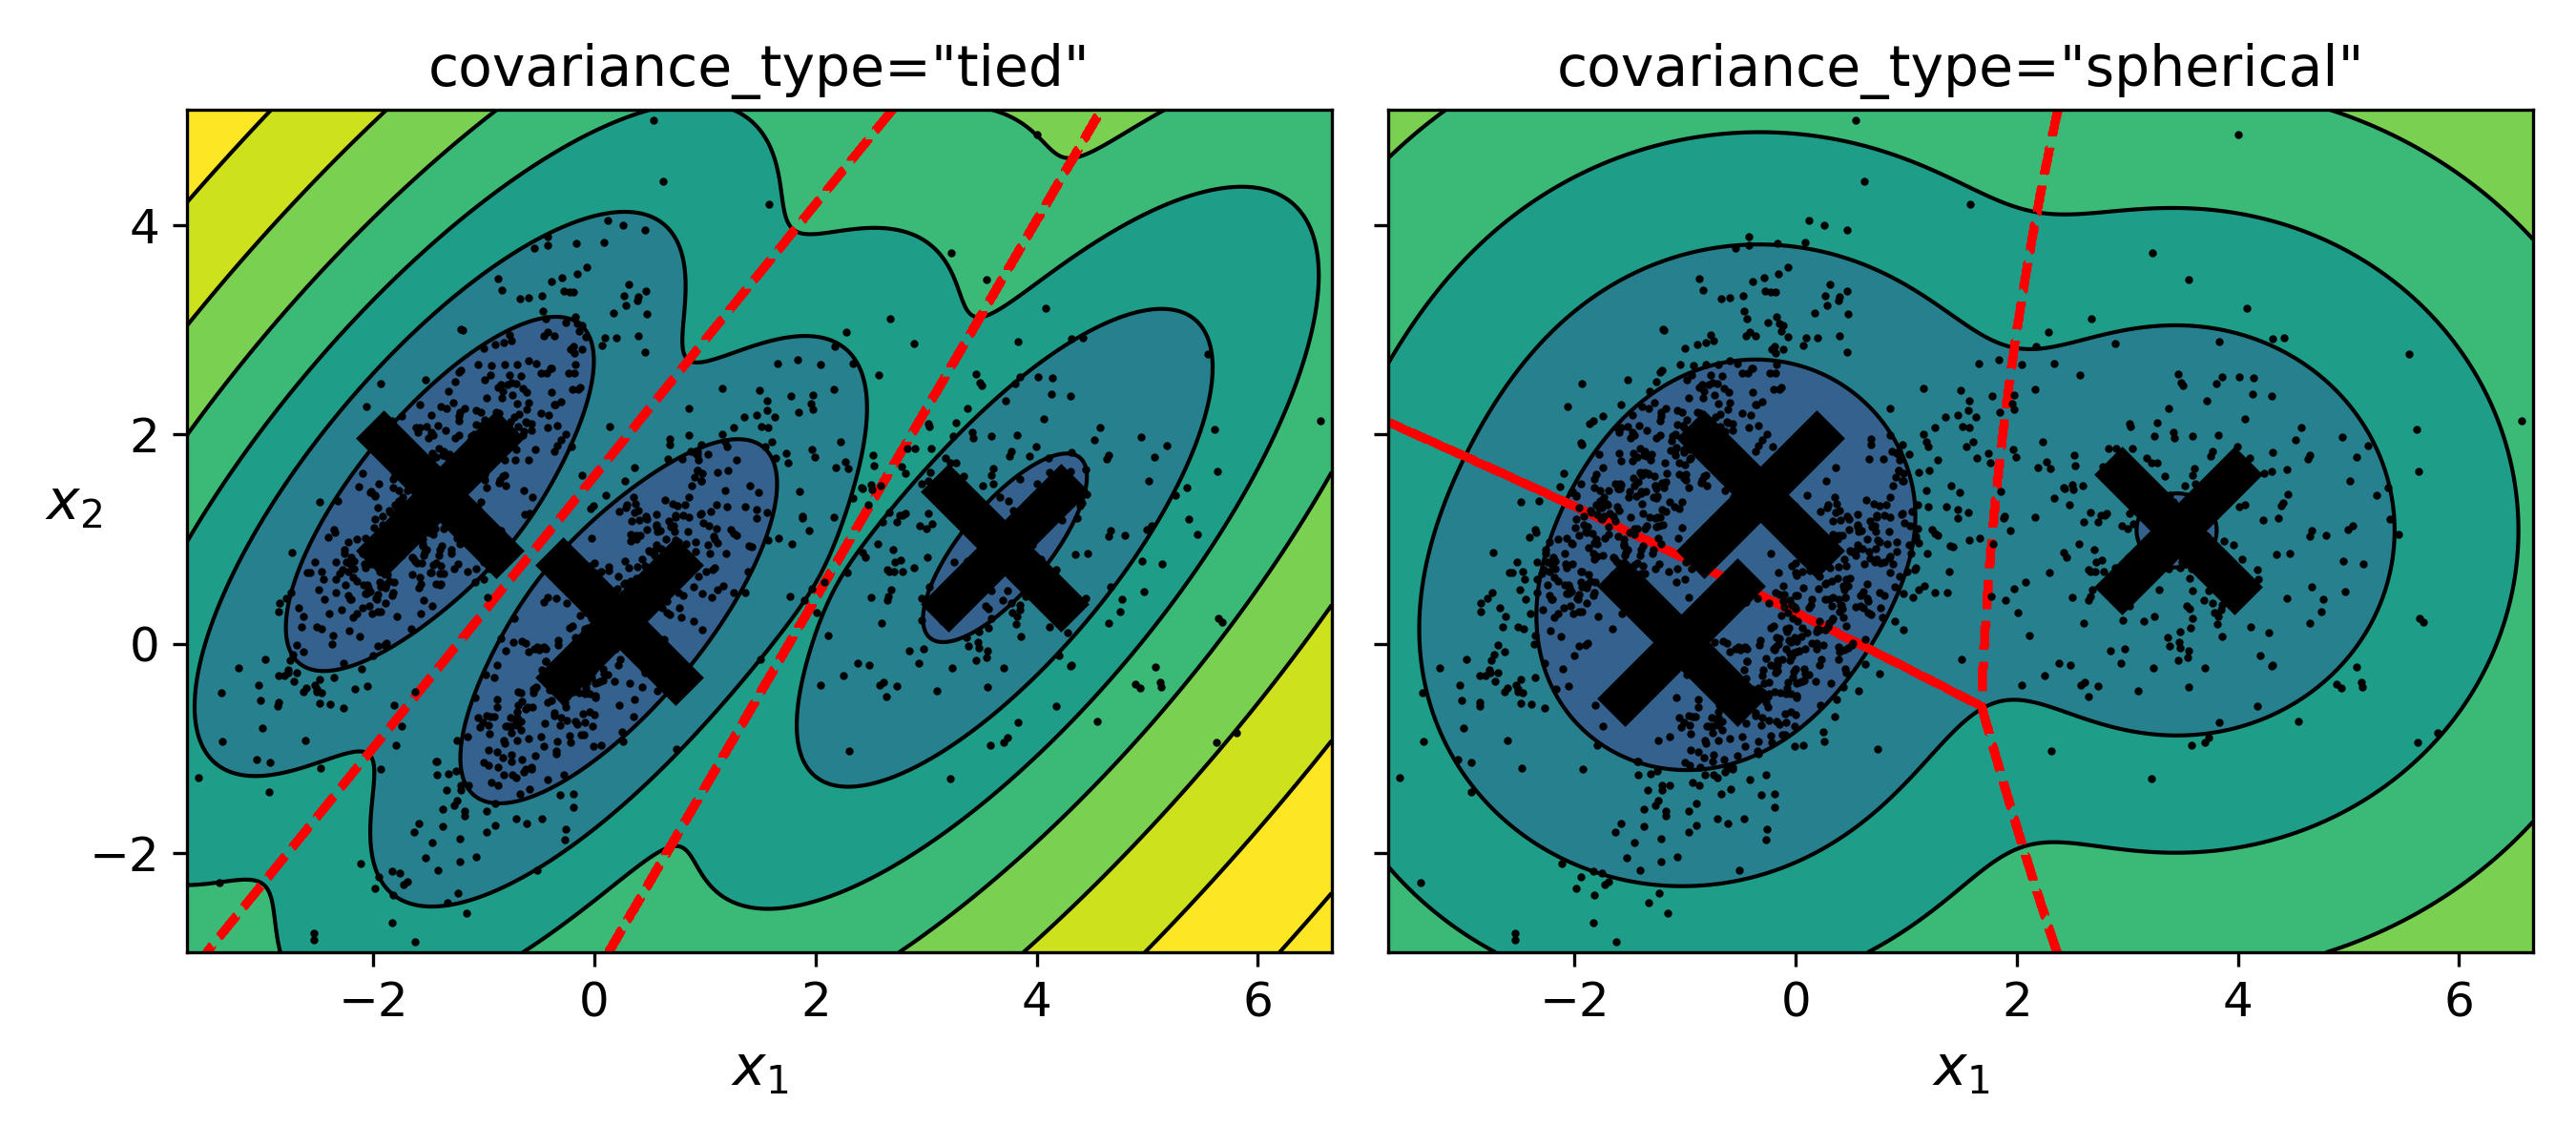 covariance_type="tied"
covariance_type="spherical"
x₂
4
2
0
−2
−2 0 2 4 6
−2 0 2 4 6
x₁
x₁